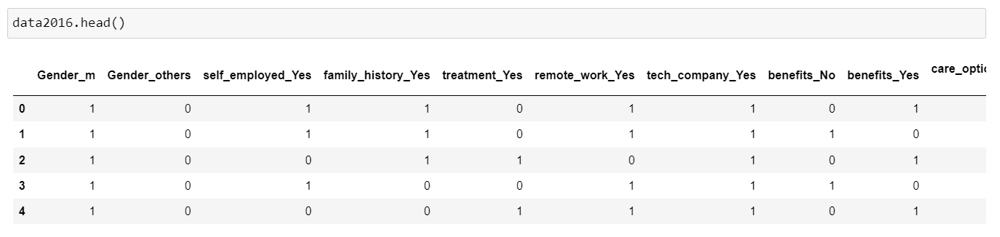 data2016.head()
Gender_m Gender_others self_employed_Yes family_history_Yes treatment_Yes remote_work_Yes tech_company_Yes benefits_No benefits_Yes
0 1 0 1 1 0 1 1 0 1
1 1 0 1 1 0 1 1 1 0
2 1 0 0 1 1 0 1 0 1
3 1 0 1 0 0 1 1 1 0
4 1 0 0 0 1 1 1 0 1